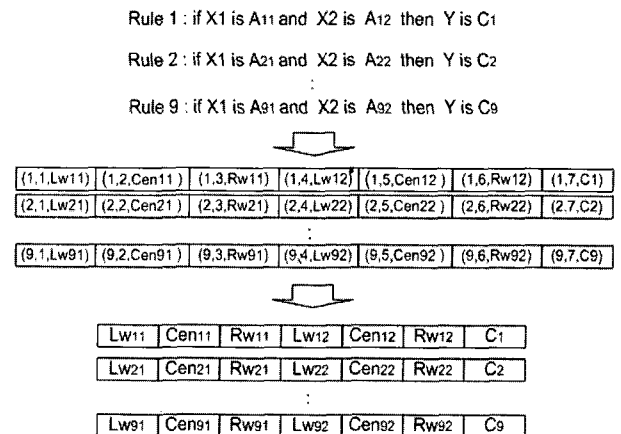 Rule 1 : if X1 is A11 and X2 is A12 then Y is C1
Rule 2 : if X1 is A21 and X2 is A22 then Y is C2
:
Rule 9 : if X1 is A91 and X2 is A92 then Y is C9
(1,1,Lw11) (1,2,Cen11 ) (1,3,Rw11) (1,4,Lw12) (1,5,Cen12 ) (1,6,Rw12) (1,7,C1)
(2,1,Lw21) (2,2,Cen21 ) (2,3,Rw21) (2,4,Lw22) (2,5,Cen22 ) (2,6,Rw22) (2.7,C2)
:
(9,1,Lw91) (9,2,Cen91 ) (9,3,Rw91) (9,4,Lw92) (9,5,Cen92 ) (9,6,Rw92) (9,7,C9)
Lw11 Cen11 Rw11 Lw12 Cen12 Rw12 C1
Lw21 Cen21 Rw21 Lw22 Cen22 Rw22 C2
:
Lw91 Cen91 Rw91 Lw92 Cen92 Rw92 C9